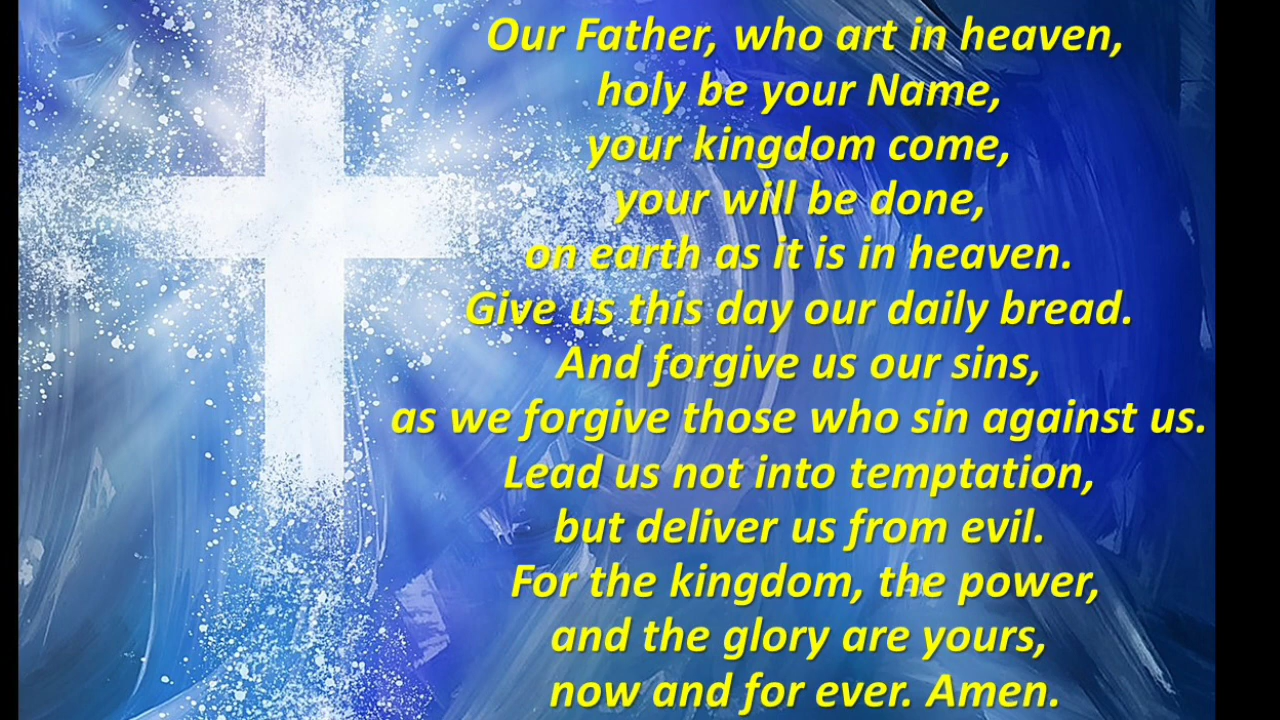 Our Father, who art in heaven,
holy be your Name,
your kingdom come,
your will be done,
on earth as it is in heaven.
Give us this day our daily bread.
And forgive us our sins,
as we forgive those who sin against us.
Lead us not into temptation,
but deliver us from evil.
For the kingdom, the power,
and the glory are yours,
now and for ever. Amen.